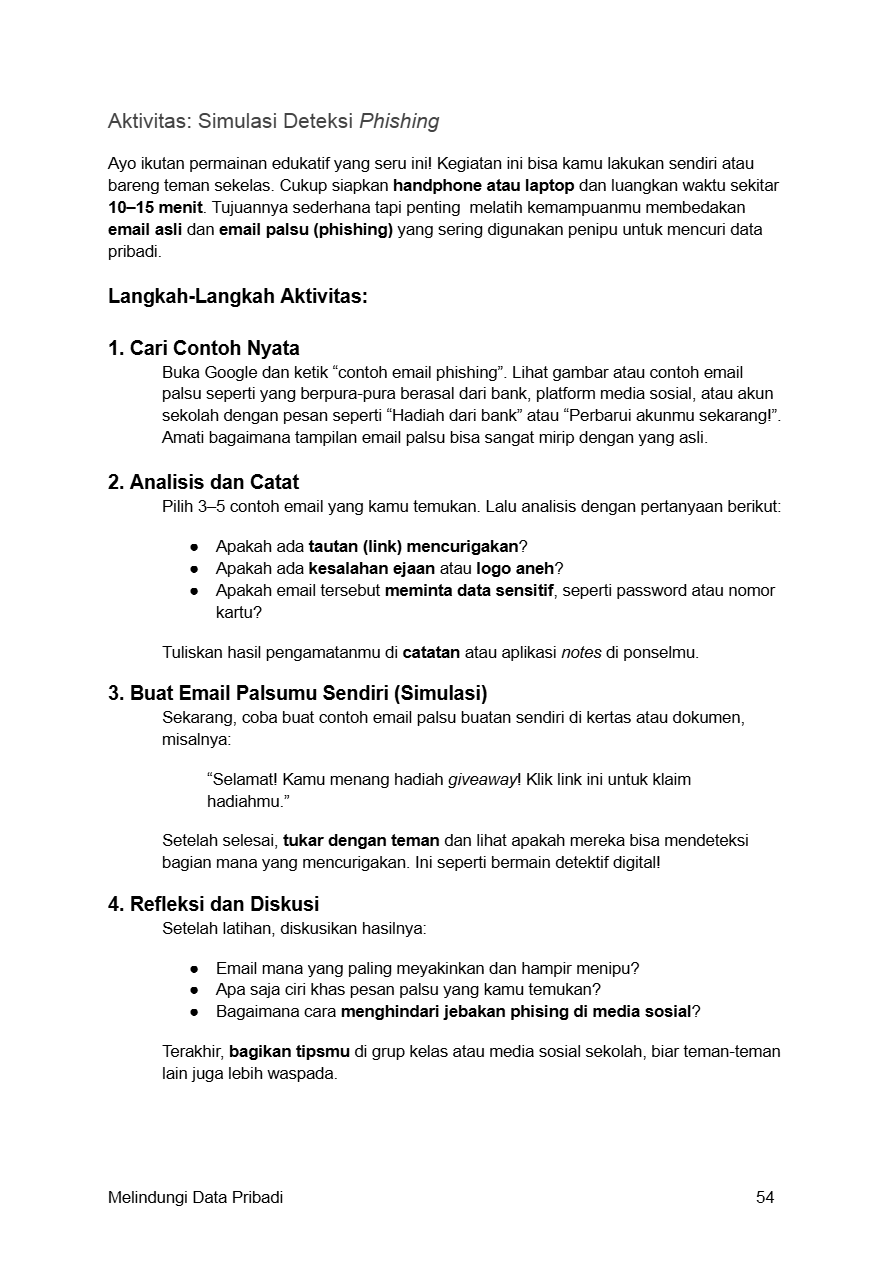 Aktivitas: Simulasi Deteksi Phishing
Ayo ikutan permainan edukatif yang seru ini! Kegiatan ini bisa kamu lakukan sendiri atau
bareng teman sekelas. Cukup siapkan handphone atau laptop dan luangkan waktu sekitar
10–15 menit. Tujuannya sederhana tapi penting  melatih kemampuanmu membedakan
email asli dan email palsu (phishing) yang sering digunakan penipu untuk mencuri data
pribadi.
Langkah-Langkah Aktivitas:
1. Cari Contoh Nyata
Buka Google dan ketik “contoh email phishing”. Lihat gambar atau contoh email
palsu seperti yang berpura-pura berasal dari bank, platform media sosial, atau akun
sekolah dengan pesan seperti “Hadiah dari bank” atau “Perbarui akunmu sekarang!”.
Amati bagaimana tampilan email palsu bisa sangat mirip dengan yang asli.
2. Analisis dan Catat
Pilih 3–5 contoh email yang kamu temukan. Lalu analisis dengan pertanyaan berikut:
● Apakah ada tautan (link) mencurigakan?
● Apakah ada kesalahan ejaan atau logo aneh?
● Apakah email tersebut meminta data sensitif, seperti password atau nomor
kartu?
Tuliskan hasil pengamatanmu di catatan atau aplikasi notes di ponselmu.
3. Buat Email Palsumu Sendiri (Simulasi)
Sekarang, coba buat contoh email palsu buatan sendiri di kertas atau dokumen,
misalnya:
“Selamat! Kamu menang hadiah giveaway! Klik link ini untuk klaim
hadiahmu.”
Setelah selesai, tukar dengan teman dan lihat apakah mereka bisa mendeteksi
bagian mana yang mencurigakan. Ini seperti bermain detektif digital!
4. Refleksi dan Diskusi
Setelah latihan, diskusikan hasilnya:
● Email mana yang paling meyakinkan dan hampir menipu?
● Apa saja ciri khas pesan palsu yang kamu temukan?
● Bagaimana cara menghindari jebakan phising di media sosial?
Terakhir, bagikan tipsmu di grup kelas atau media sosial sekolah, biar teman-teman
lain juga lebih waspada.
Melindungi Data Pribadi 54